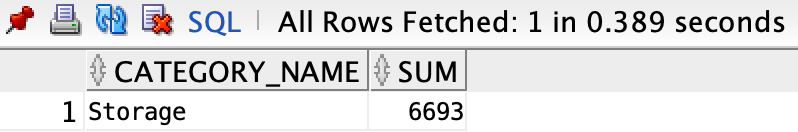 SQL | All Rows Fetched: 1 in 0.389 seconds
CATEGORY_NAME SUM
1 Storage 6693